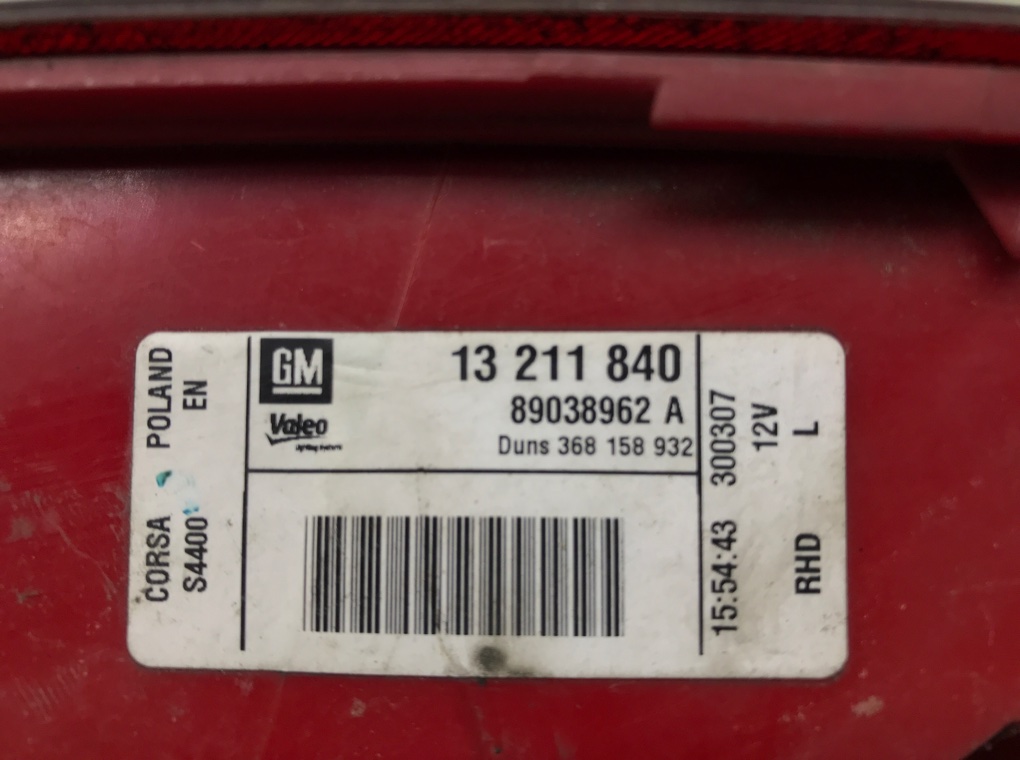 CORSA POLAND
S4400 EN
GM
13 211 840
Valeo
89038962 A
Duns 368 158 932
15:54:43 300307
12V
RHD L